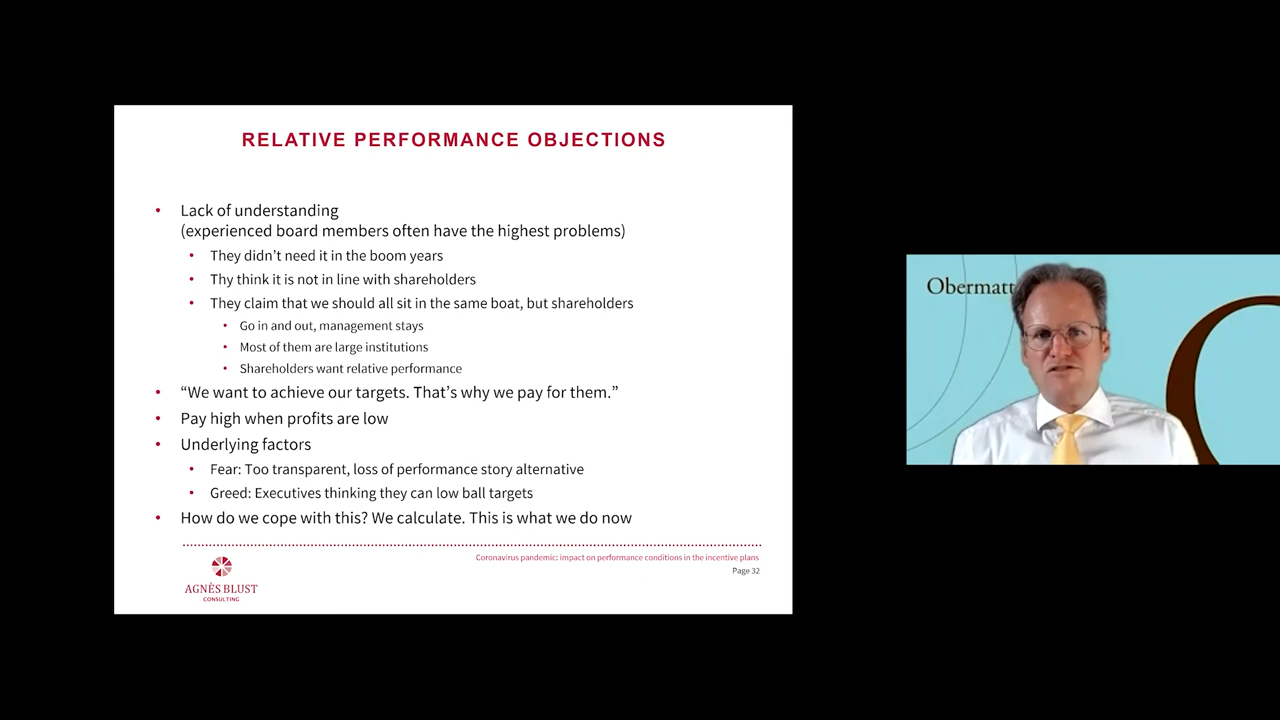 RELATIVE PERFORMANCE OBJECTIONS
• Lack of understanding
(experienced board members often have the highest problems)
• They didn’t need it in the boom years
• Thy think it is not in line with shareholders
• They claim that we should all sit in the same boat, but shareholders
• Go in and out, management stays
• Most of them are large institutions
• Shareholders want relative performance
• “We want to achieve our targets. That’s why we pay for them.”
• Pay high when profits are low
• Underlying factors
• Fear: Too transparent, loss of performance story alternative
• Greed: Executives thinking they can low ball targets
• How do we cope with this? We calculate. This is what we do now
Coronavirus pandemic: impact on performance conditions in the incentive plans
Page 32
AGNÈS BLUST
CONSULTING
Obermatt